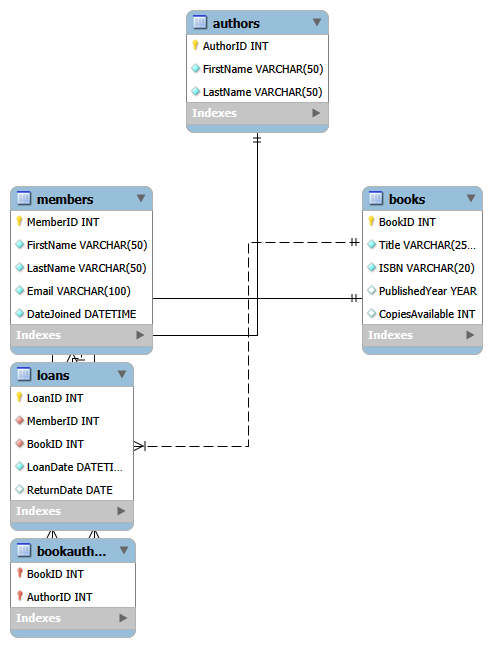 authors
AuthorID INT
FirstName VARCHAR(50)
LastName VARCHAR(50)
Indexes
members
MemberID INT
FirstName VARCHAR(50)
LastName VARCHAR(50)
Email VARCHAR(100)
DateJoined DATETIME
Indexes
books
BookID INT
Title VARCHAR(25...
ISBN VARCHAR(20)
PublishedYear YEAR
CopiesAvailable INT
Indexes
loans
LoanID INT
MemberID INT
BookID INT
LoanDate DATETI...
ReturnDate DATE
Indexes
bookauth...
BookID INT
AuthorID INT
Indexes